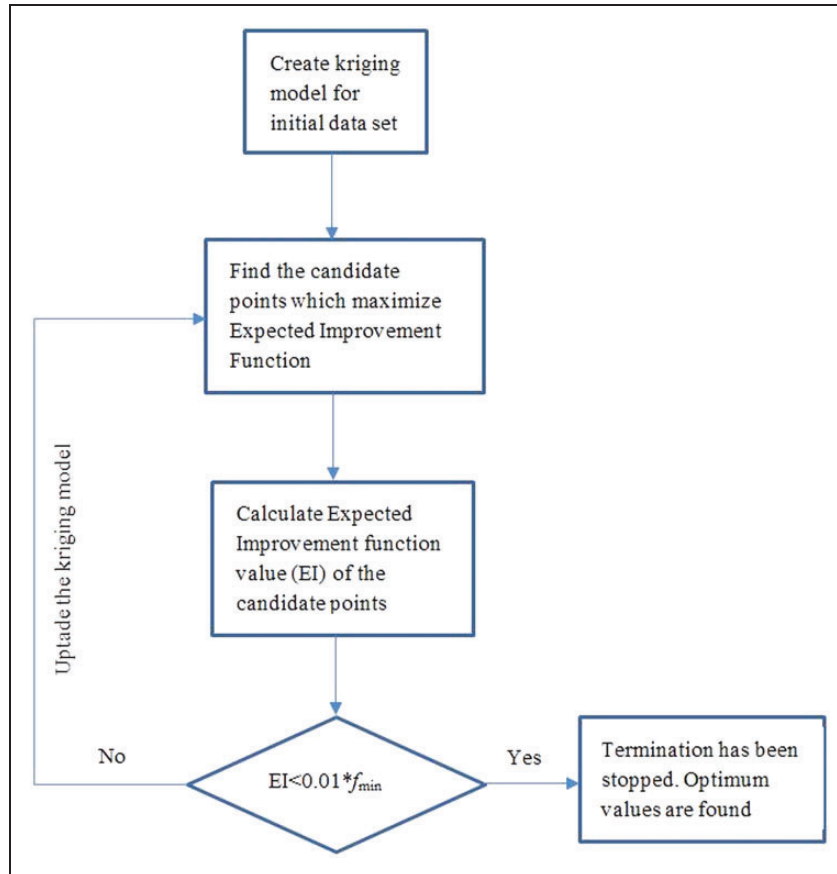 Create kriging
model for
initial data set
Find the candidate
points which maximize
Expected Improvement
Function
Uptade the kriging model
Calculate Expected
Improvement function
value (EI) of the
candidate points
No
EI<0.01*fmin
Yes
Termination has been
stopped. Optimum
values are found